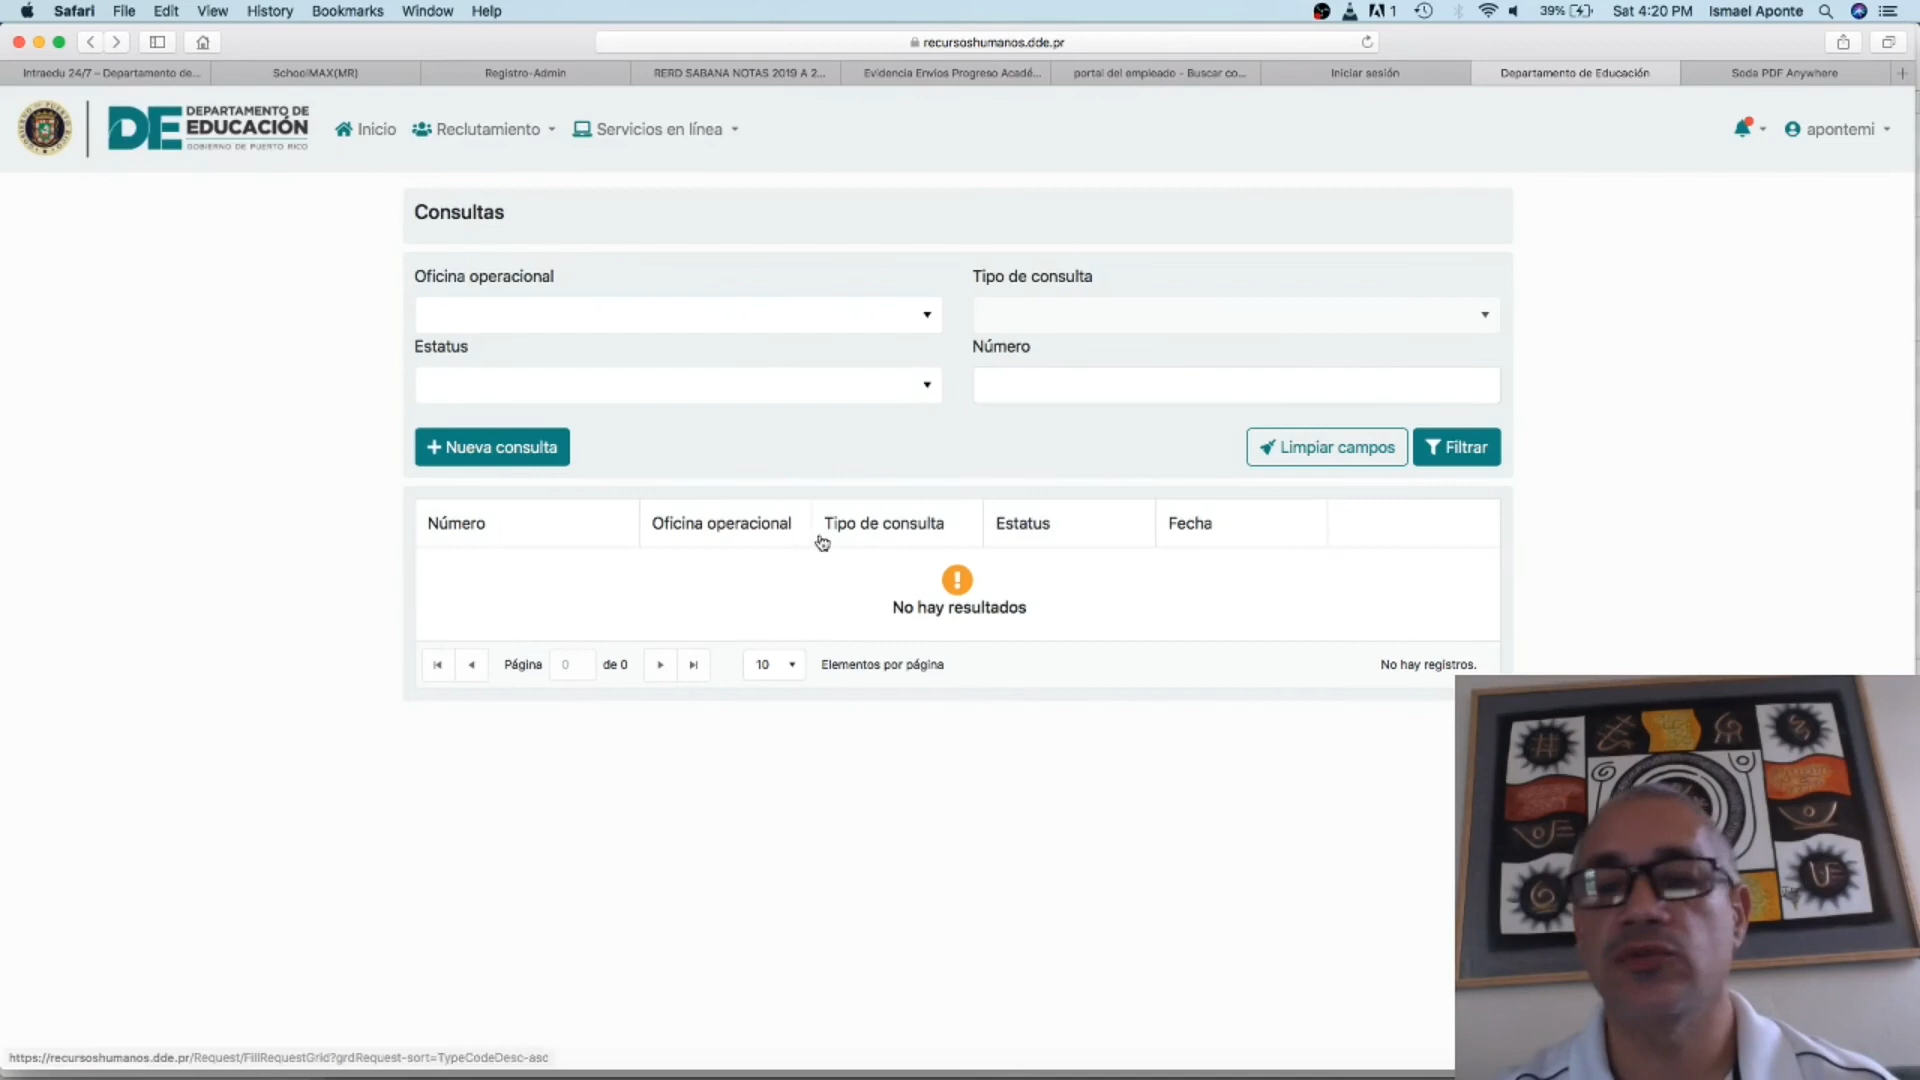 Safari File Edit View History Bookmarks Window Help 1 39% Sat 4:20 PM Ismael Aponte
recursoshumanos.dde.pr
Intraedu 24/7 – Departamento de... SchoolMAX(MR) Registro-Admin RERD SABANA NOTAS 2019 A 2... Evidencia Envios Progreso Acadé... portal del empleado - Buscar co... Iniciar sesión Departamento de Educación Soda PDF Anywhere
DE DEPARTAMENTO DE
EDUCACIÓN
GOBIERNO DE PUERTO RICO
Inicio Reclutamiento Servicios en línea apontemi
Consultas
Oficina operacional Tipo de consulta
Estatus Número
+ Nueva consulta Limpiar campos Filtrar
Número Oficina operacional Tipo de consulta Estatus Fecha
No hay resultados
Página 0 de 0 10 Elementos por página No hay registros.
https://recursoshumanos.dde.pr/Request/FillRequestGrid?grdRequest-sort=TypeCodeDesc-asc